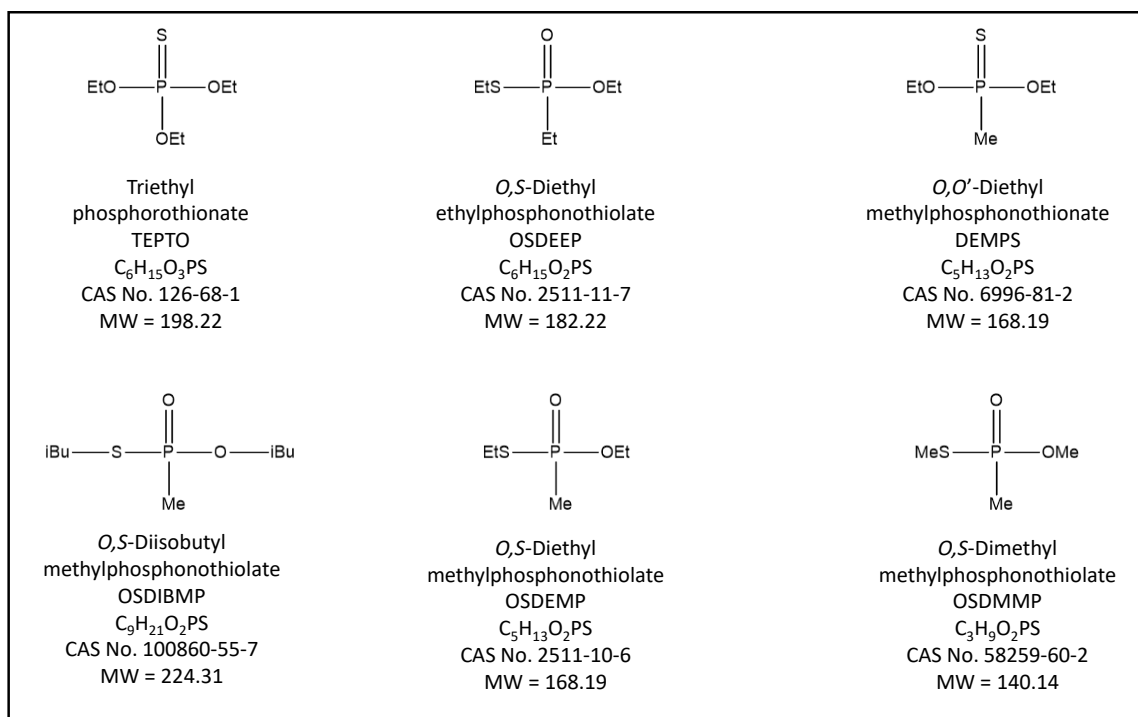 S
EtO P OEt
OEt
Triethyl
phosphorothionate
TEPTO
C₆H₁₅O₃PS
CAS No. 126-68-1
MW = 198.22
O
EtS P OEt
Et
O,S-Diethyl
ethylphosphonothiolate
OSDEEP
C₆H₁₅O₂PS
CAS No. 2511-11-7
MW = 182.22
S
EtO P OEt
Me
O,O’-Diethyl
methylphosphonothionate
DEMPS
C₅H₁₃O₂PS
CAS No. 6996-81-2
MW = 168.19
O
iBu S P O iBu
Me
O,S-Diisobutyl
methylphosphonothiolate
OSDIBMP
C₉H₂₁O₂PS
CAS No. 100860-55-7
MW = 224.31
O
EtS P OEt
Me
O,S-Diethyl
methylphosphonothiolate
OSDEMP
C₅H₁₃O₂PS
CAS No. 2511-10-6
MW = 168.19
O
MeS P OMe
Me
O,S-Dimethyl
methylphosphonothiolate
OSDMMP
C₃H₉O₂PS
CAS No. 58259-60-2
MW = 140.14